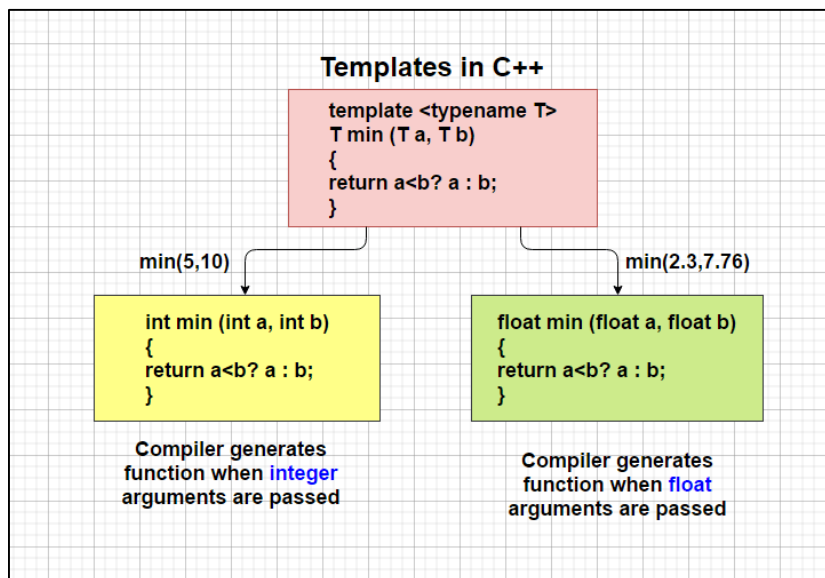 Templates in C++
template <typename T>
T min (T a, T b)
{
return a<b? a : b;
}
min(5,10)
min(2.3,7.76)
int min (int a, int b)
{
return a<b? a : b;
}
float min (float a, float b)
{
return a<b? a : b;
}
Compiler generates
function when integer
arguments are passed
Compiler generates
function when float
arguments are passed